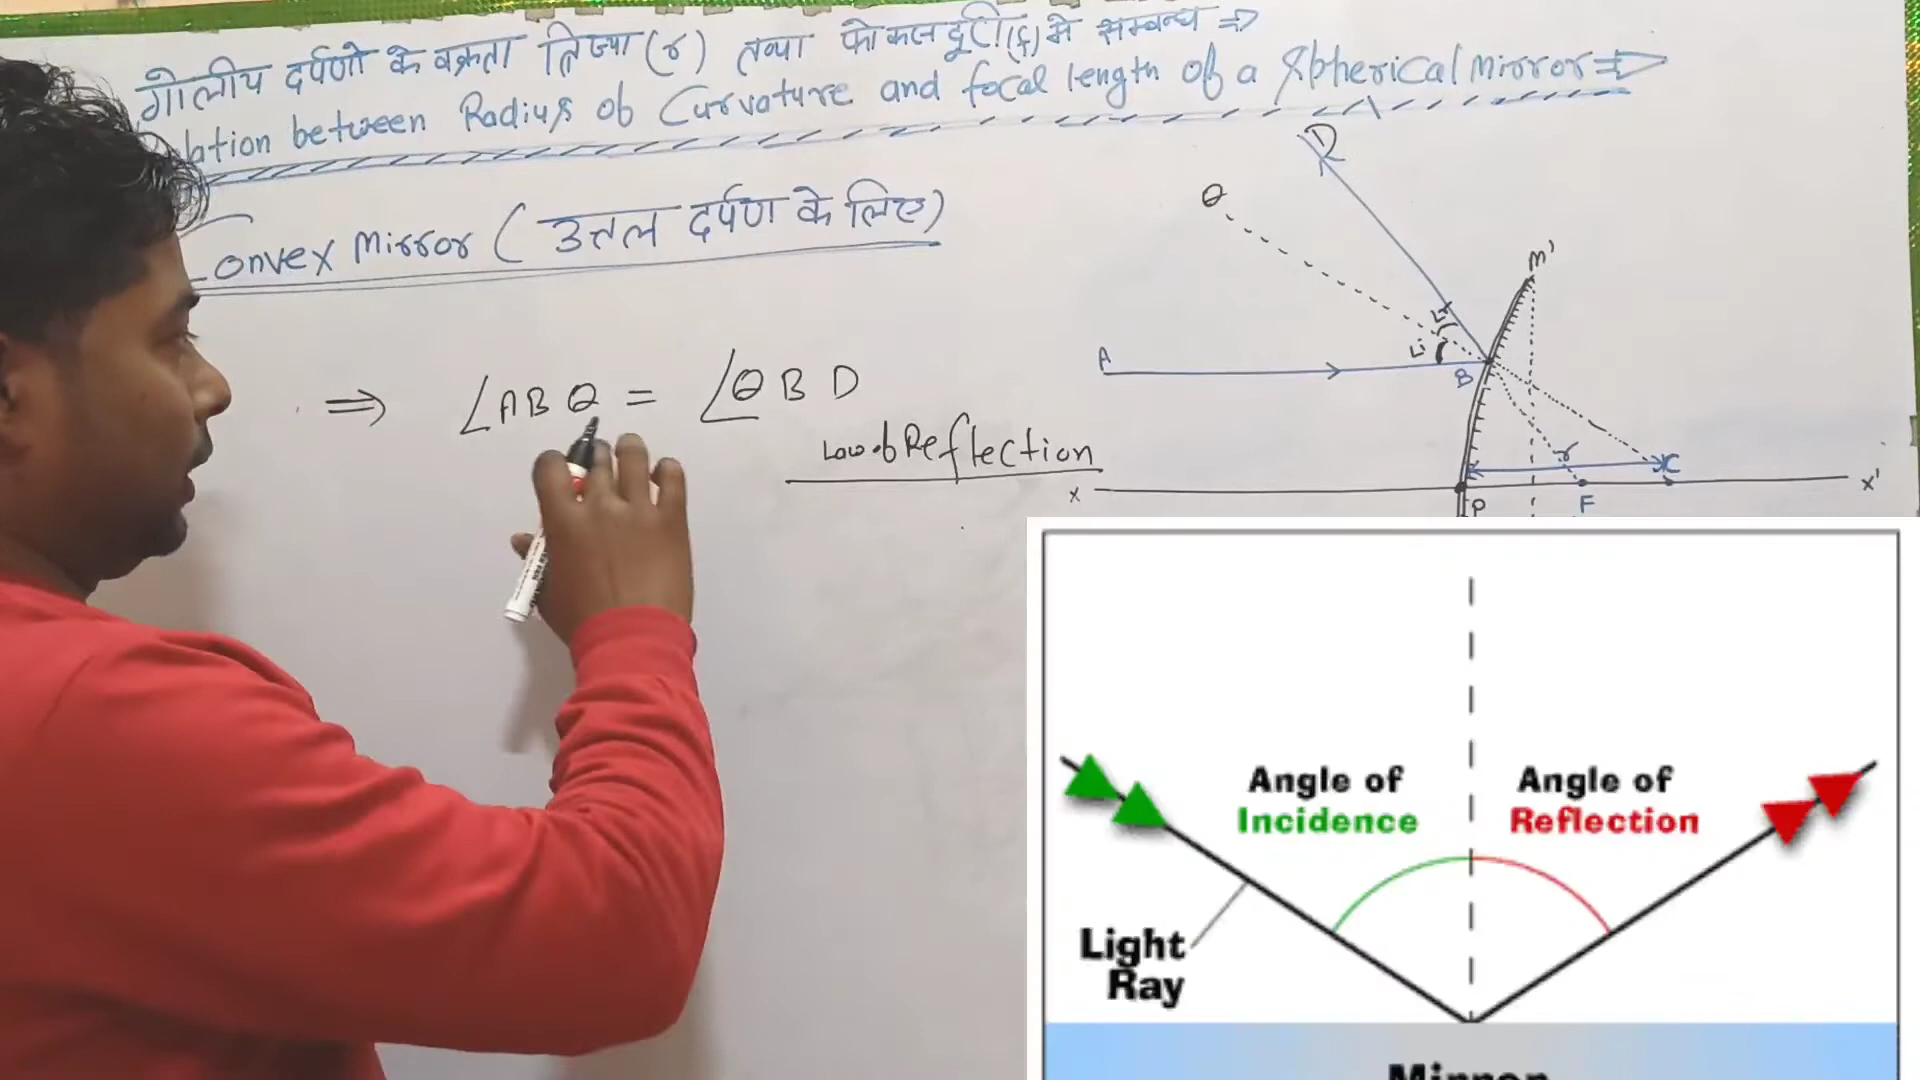 गोलीय दर्पणो के वक्रता त्रिज्या (r) तथा फोकस दूरी (f) में सम्बन्ध ⇒
lation between Radius of Curvature and focal length of a Spherical Mirror ⇒
Convex Mirror ( उत्तल दर्पण के लिए )
⇒ ∠ABQ = ∠QBD
Law of Reflection
D
Q
M'
∠r
∠i
A
B
r
C
X
X'
P
F
Angle of Incidence
Angle of Reflection
Light Ray
Mirror